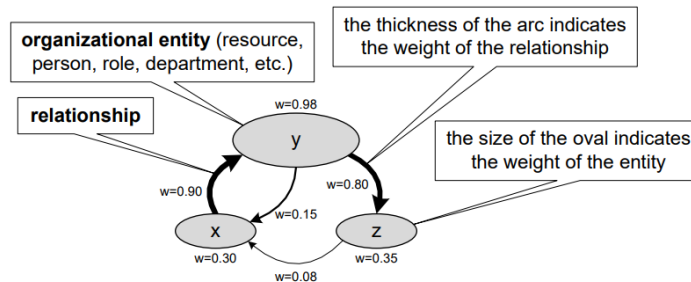 organizational entity (resource,
person, role, department, etc.)
the thickness of the arc indicates
the weight of the relationship
relationship
w=0.98
y
the size of the oval indicates
the weight of the entity
w=0.90
w=0.80
w=0.15
x
z
w=0.30
w=0.35
w=0.08